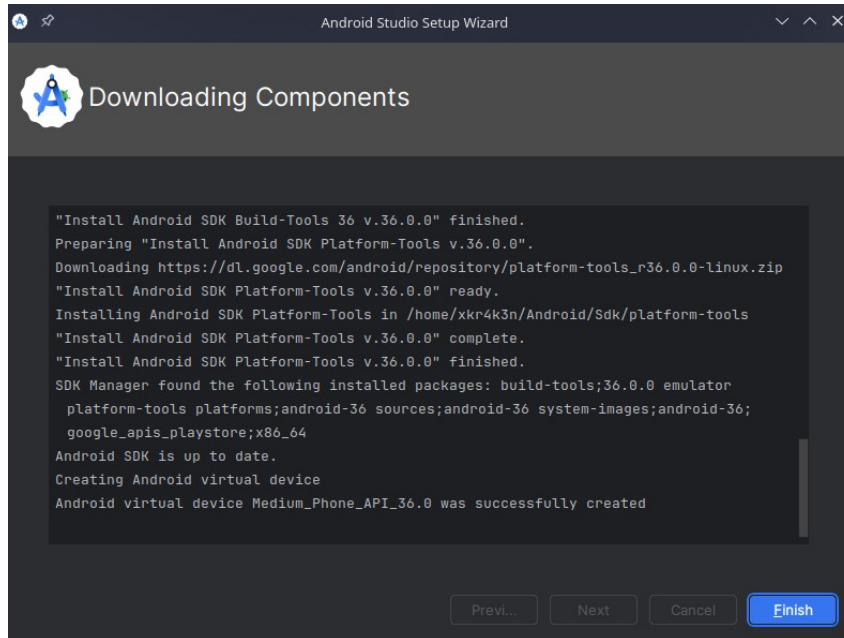 Android Studio Setup Wizard
Downloading Components
"Install Android SDK Build-Tools 36 v.36.0.0" finished.
Preparing "Install Android SDK Platform-Tools v.36.0.0".
Downloading https://dl.google.com/android/repository/platform-tools_r36.0.0-linux.zip
"Install Android SDK Platform-Tools v.36.0.0" ready.
Installing Android SDK Platform-Tools in /home/xkr4k3n/Android/Sdk/platform-tools
"Install Android SDK Platform-Tools v.36.0.0" complete.
"Install Android SDK Platform-Tools v.36.0.0" finished.
SDK Manager found the following installed packages: build-tools;36.0.0 emulator
platform-tools platforms;android-36 sources;android-36 system-images;android-36;
google_apis_playstore;x86_64
Android SDK is up to date.
Creating Android virtual device
Android virtual device Medium_Phone_API_36.0 was successfully created
Previ... Next Cancel Finish